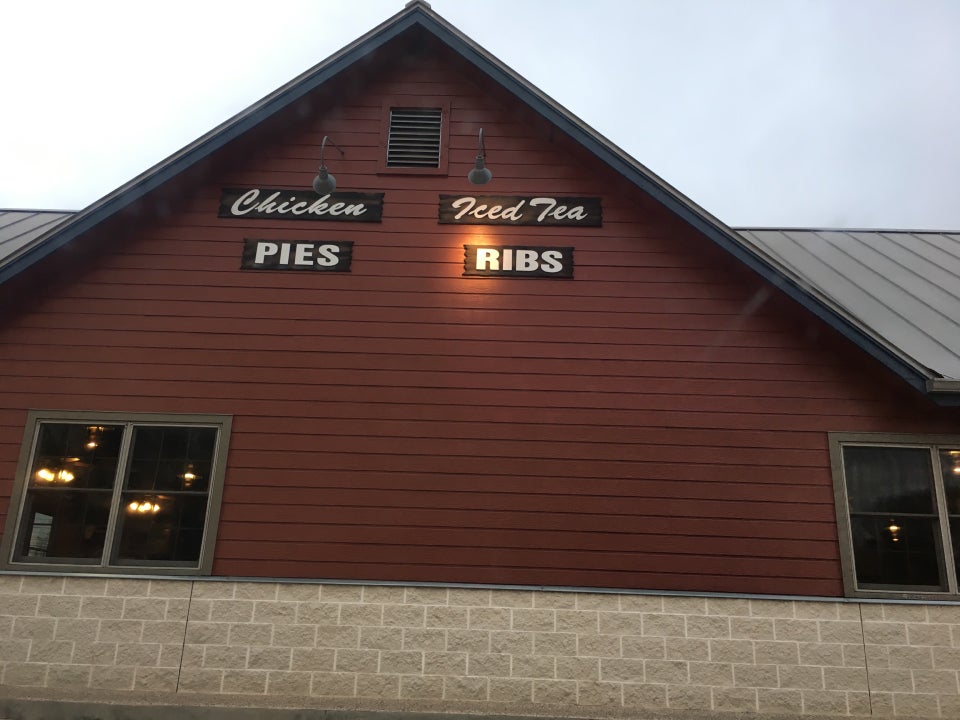 Chicken
PIES
Iced Tea
RIBS